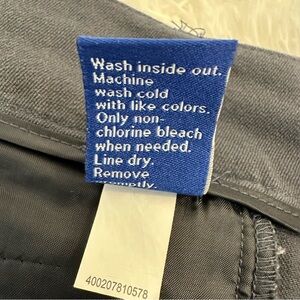 Wash inside out.
Machine
wash cold
with like colors.
Only non-
chlorine bleach
when needed.
Line dry.
Remove
promptly.
400207810578